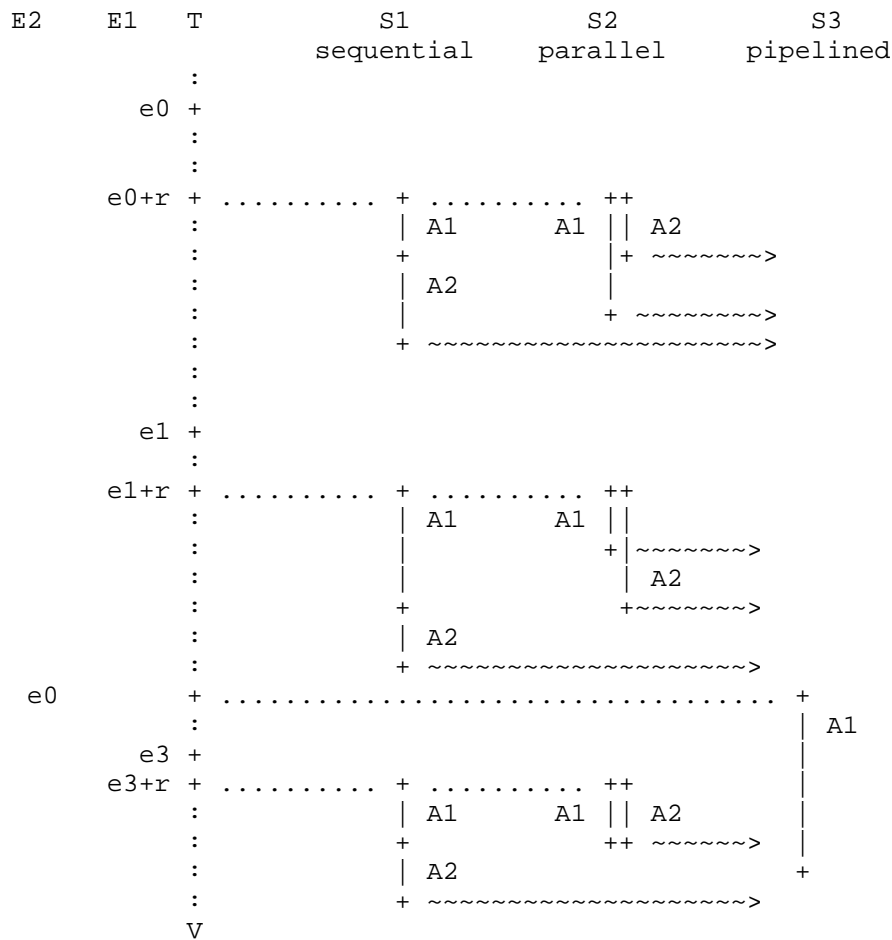 E2 E1 T S1 S2 S3
sequential parallel pipelined
:
e0 +
:
:
e0+r + .......... + .......... ++
: | A1 A1 || A2
: + |+ ~~~~~~~>
: | A2 |
: | + ~~~~~~~~>
: + ~~~~~~~~~~~~~~~~~~~~~>
:
:
e1 +
:
e1+r + .......... + .......... ++
: | A1 A1 ||
: | +|~~~~~~~>
: | | A2
: + +~~~~~~~>
: | A2
: + ~~~~~~~~~~~~~~~~~~~~>
e0 + ................................... +
: | A1
e3 + |
e3+r + .......... + .......... ++ |
: | A1 A1 || A2 |
: + ++ ~~~~~~> |
: | A2 +
: + ~~~~~~~~~~~~~~~~~~~~>
V